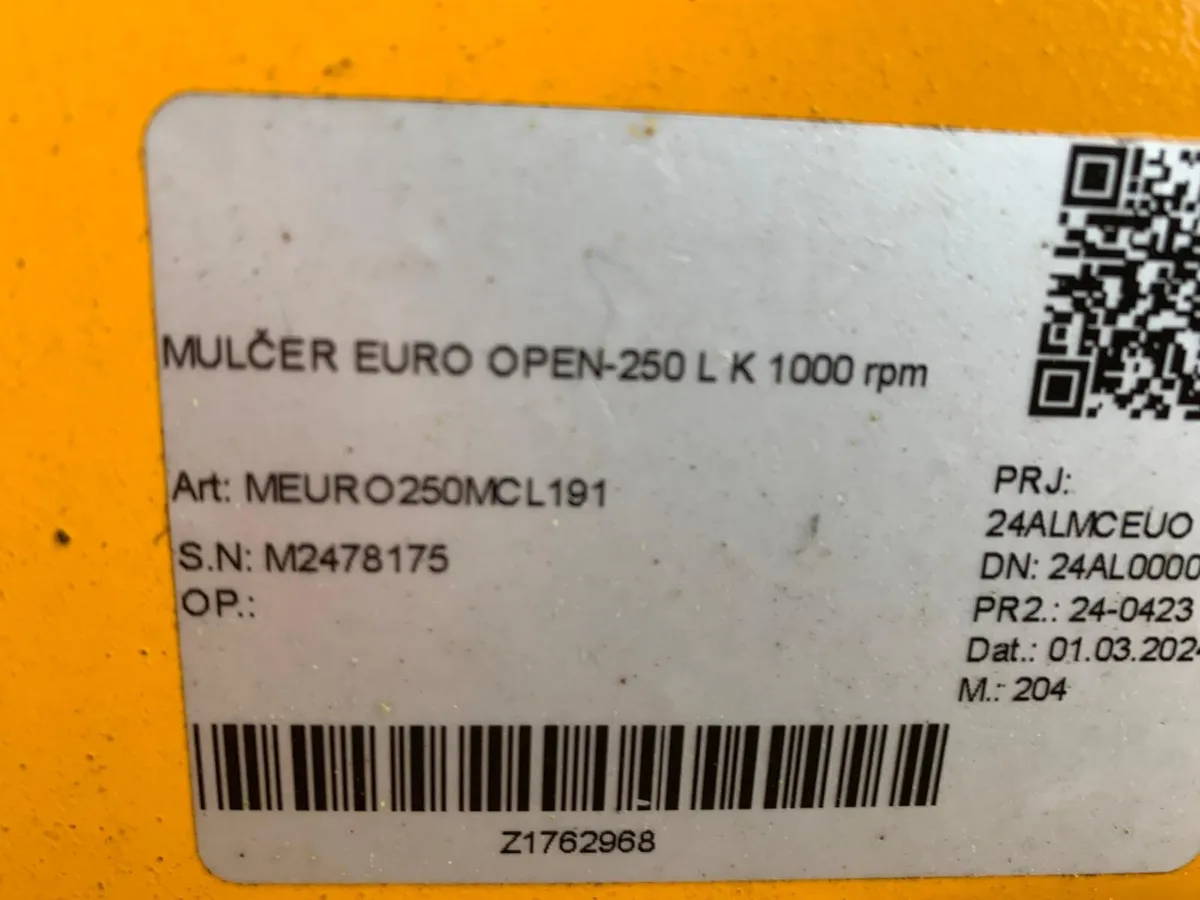 MULČER EURO OPEN-250 L K 1000 rpm
Art: MEURO250MCL191
S.N: M2478175
OP.:
PRJ:
24ALMCEUO
DN: 24AL0000
PR2.: 24-0423
Dat.: 01.03.2024
M.: 204
Z1762968